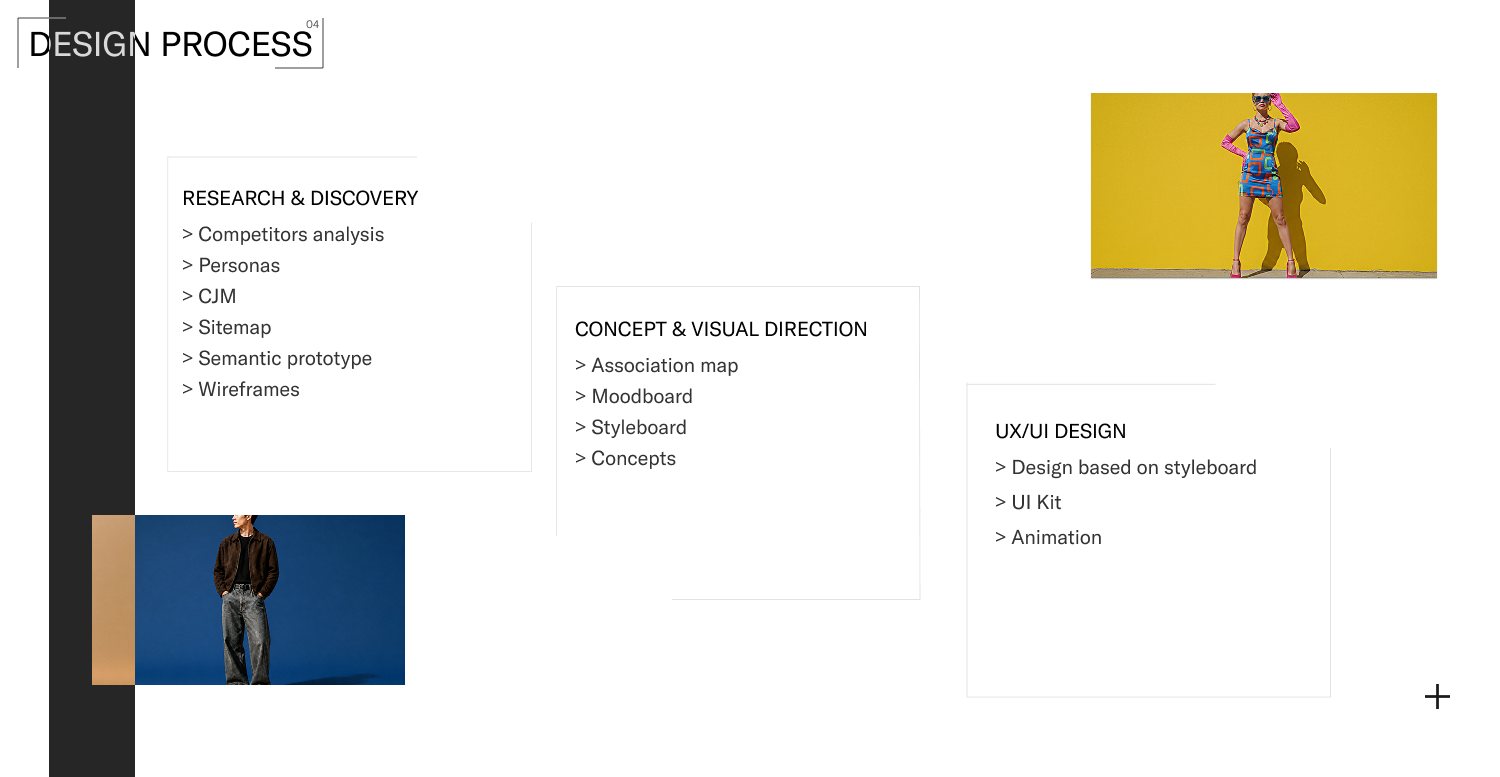 DESIGN PROCESS
04
RESEARCH & DISCOVERY
> Competitors analysis
> Personas
> CJM
> Sitemap
> Semantic prototype
> Wireframes
CONCEPT & VISUAL DIRECTION
> Association map
> Moodboard
> Styleboard
> Concepts
UX/UI DESIGN
> Design based on styleboard
> UI Kit
> Animation